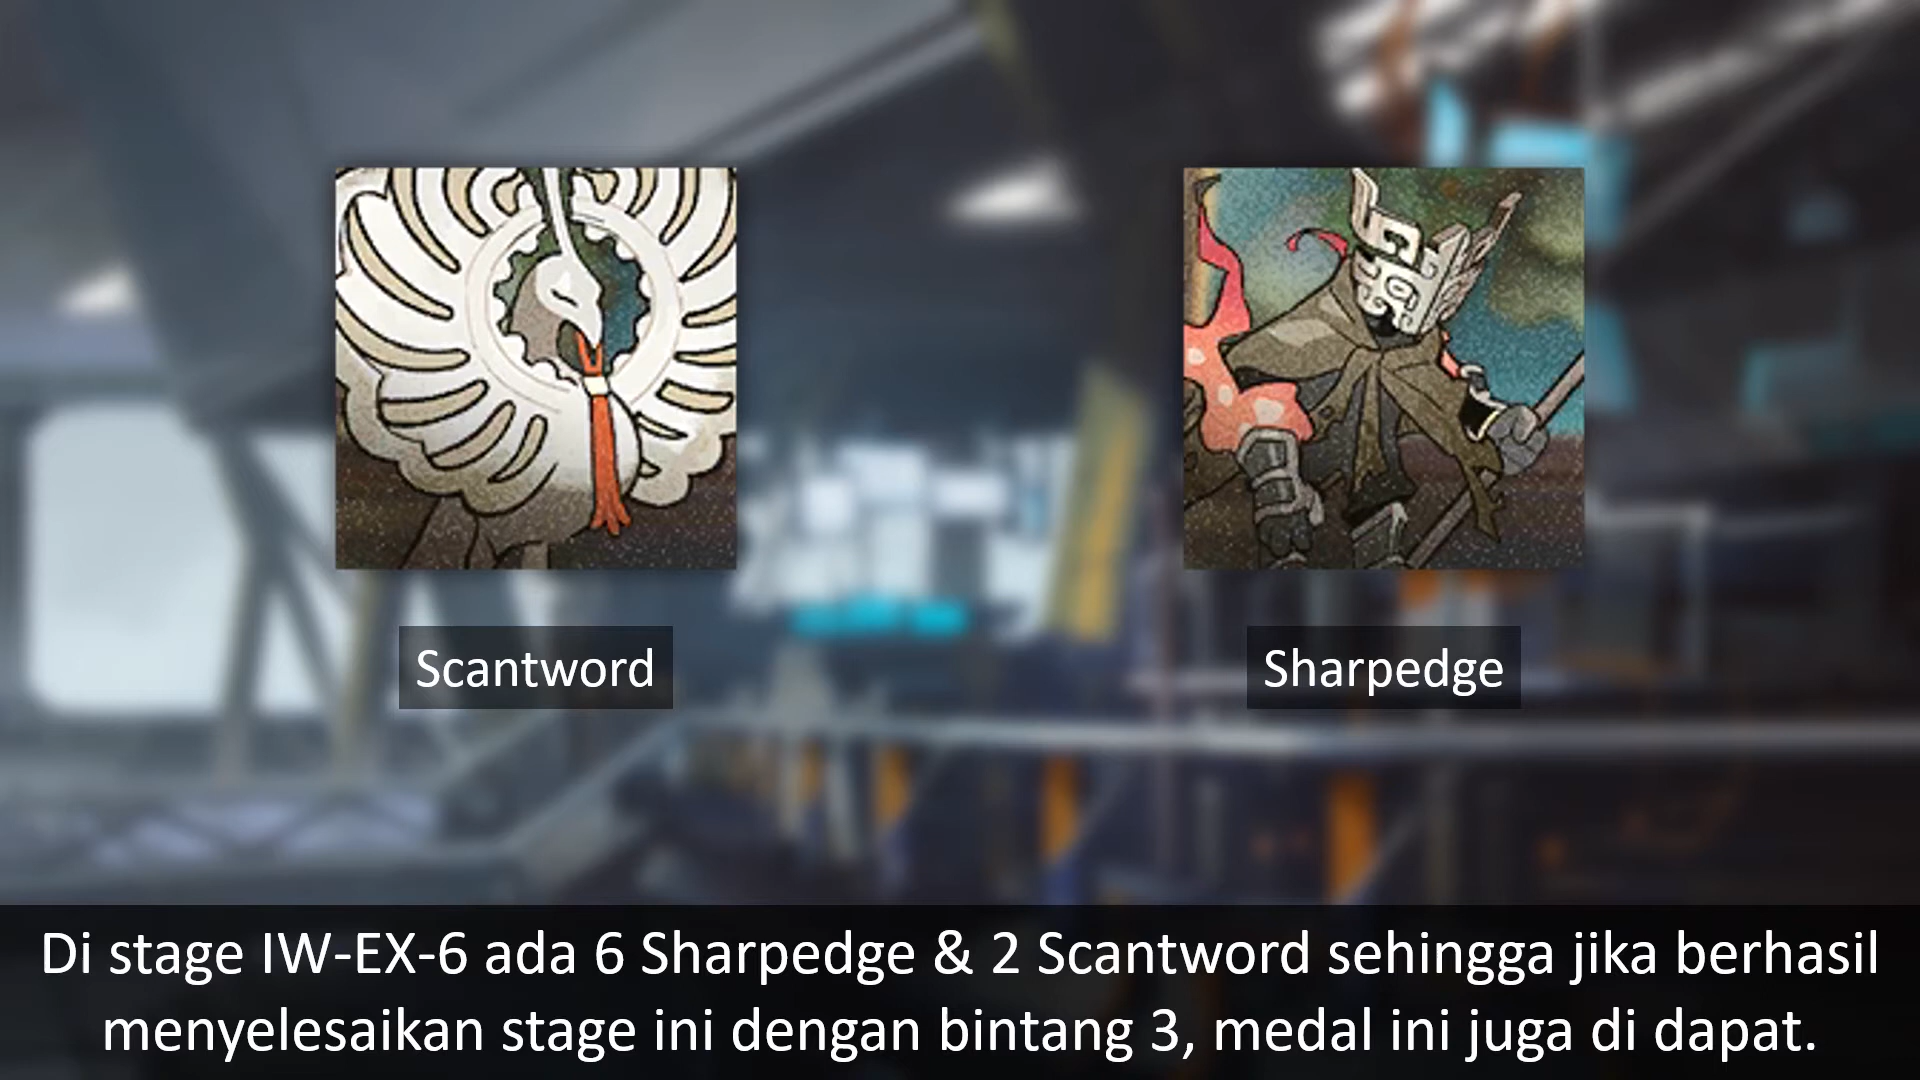 Scantword
Sharpedge
Di stage IW-EX-6 ada 6 Sharpedge & 2 Scantword sehingga jika berhasil
menyelesaikan stage ini dengan bintang 3, medal ini juga di dapat.